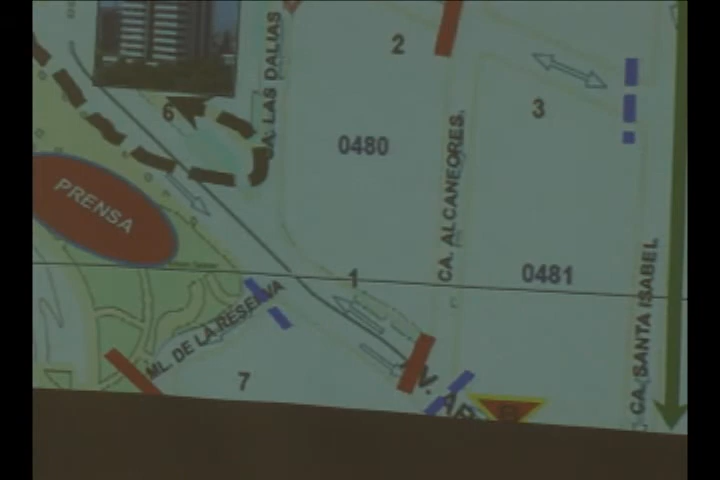 CA. LAS DALIAS
2
3
6
0480
CA. ALCANFORES.
PRENSA
1
0481
ML. DE LA RESERVA
CA. SANTA ISABEL
7